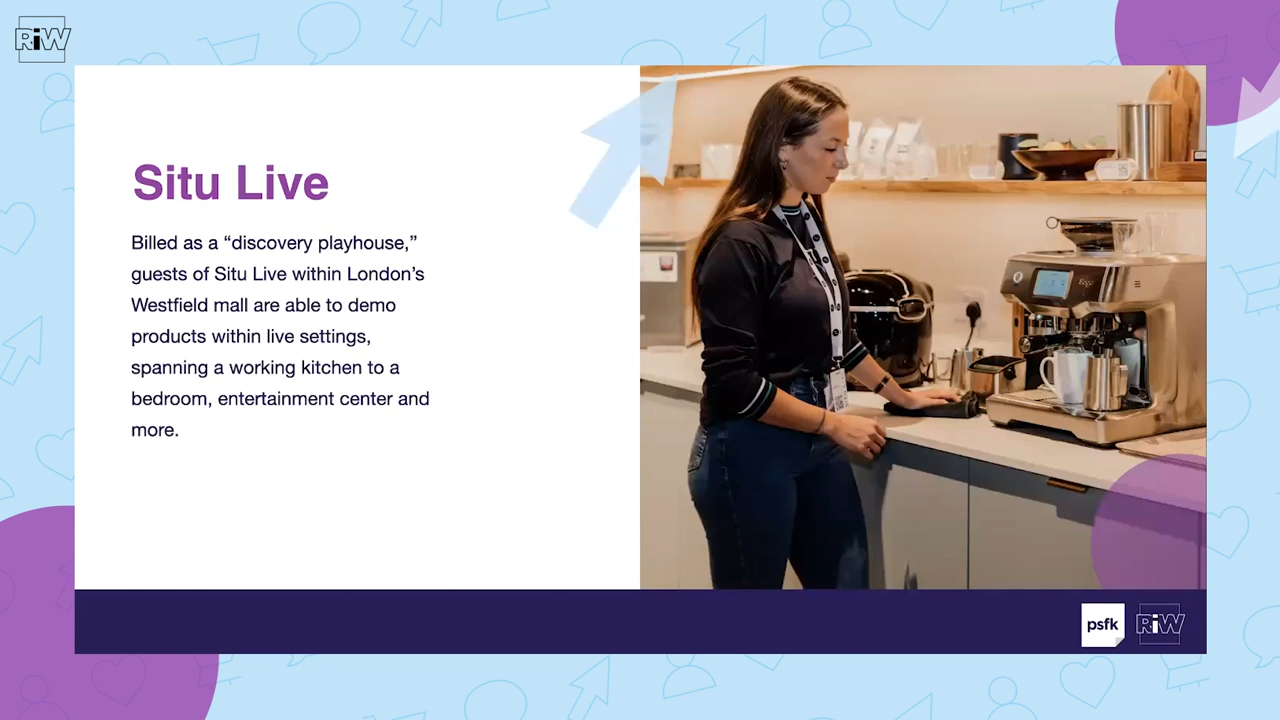 RiW
Situ Live
Billed as a “discovery playhouse,”
guests of Situ Live within London’s
Westfield mall are able to demo
products within live settings,
spanning a working kitchen to a
bedroom, entertainment center and
more.
psfk
RiW